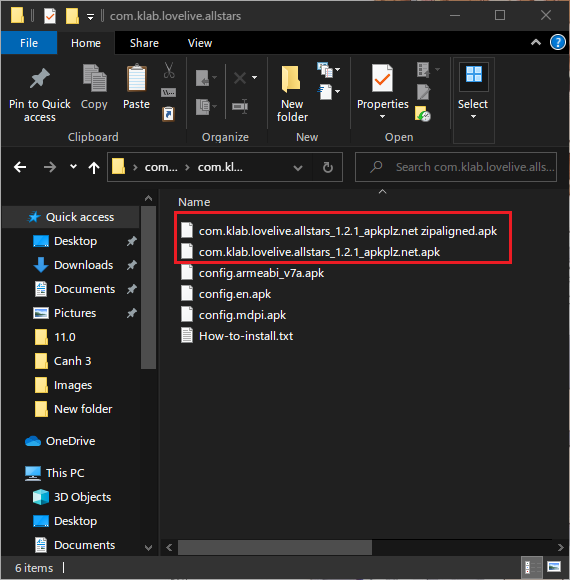 com.klab.lovelive.allstars
File
Home
Share
View
Pin to Quick
access
Copy
Paste
New
folder
Properties
Select
Clipboard
Organize
New
Open
com...
com.kl...
Search com.klab.lovelive.alls...
Name
Quick access
Desktop
Downloads
Documents
Pictures
11.0
Canh 3
Images
New folder
OneDrive
This PC
3D Objects
Desktop
Documents
com.klab.lovelive.allstars_1.2.1_apkplz.net zipaligned.apk
com.klab.lovelive.allstars_1.2.1_apkplz.net.apk
config.armeabi_v7a.apk
config.en.apk
config.mdpi.apk
How-to-install.txt
6 items